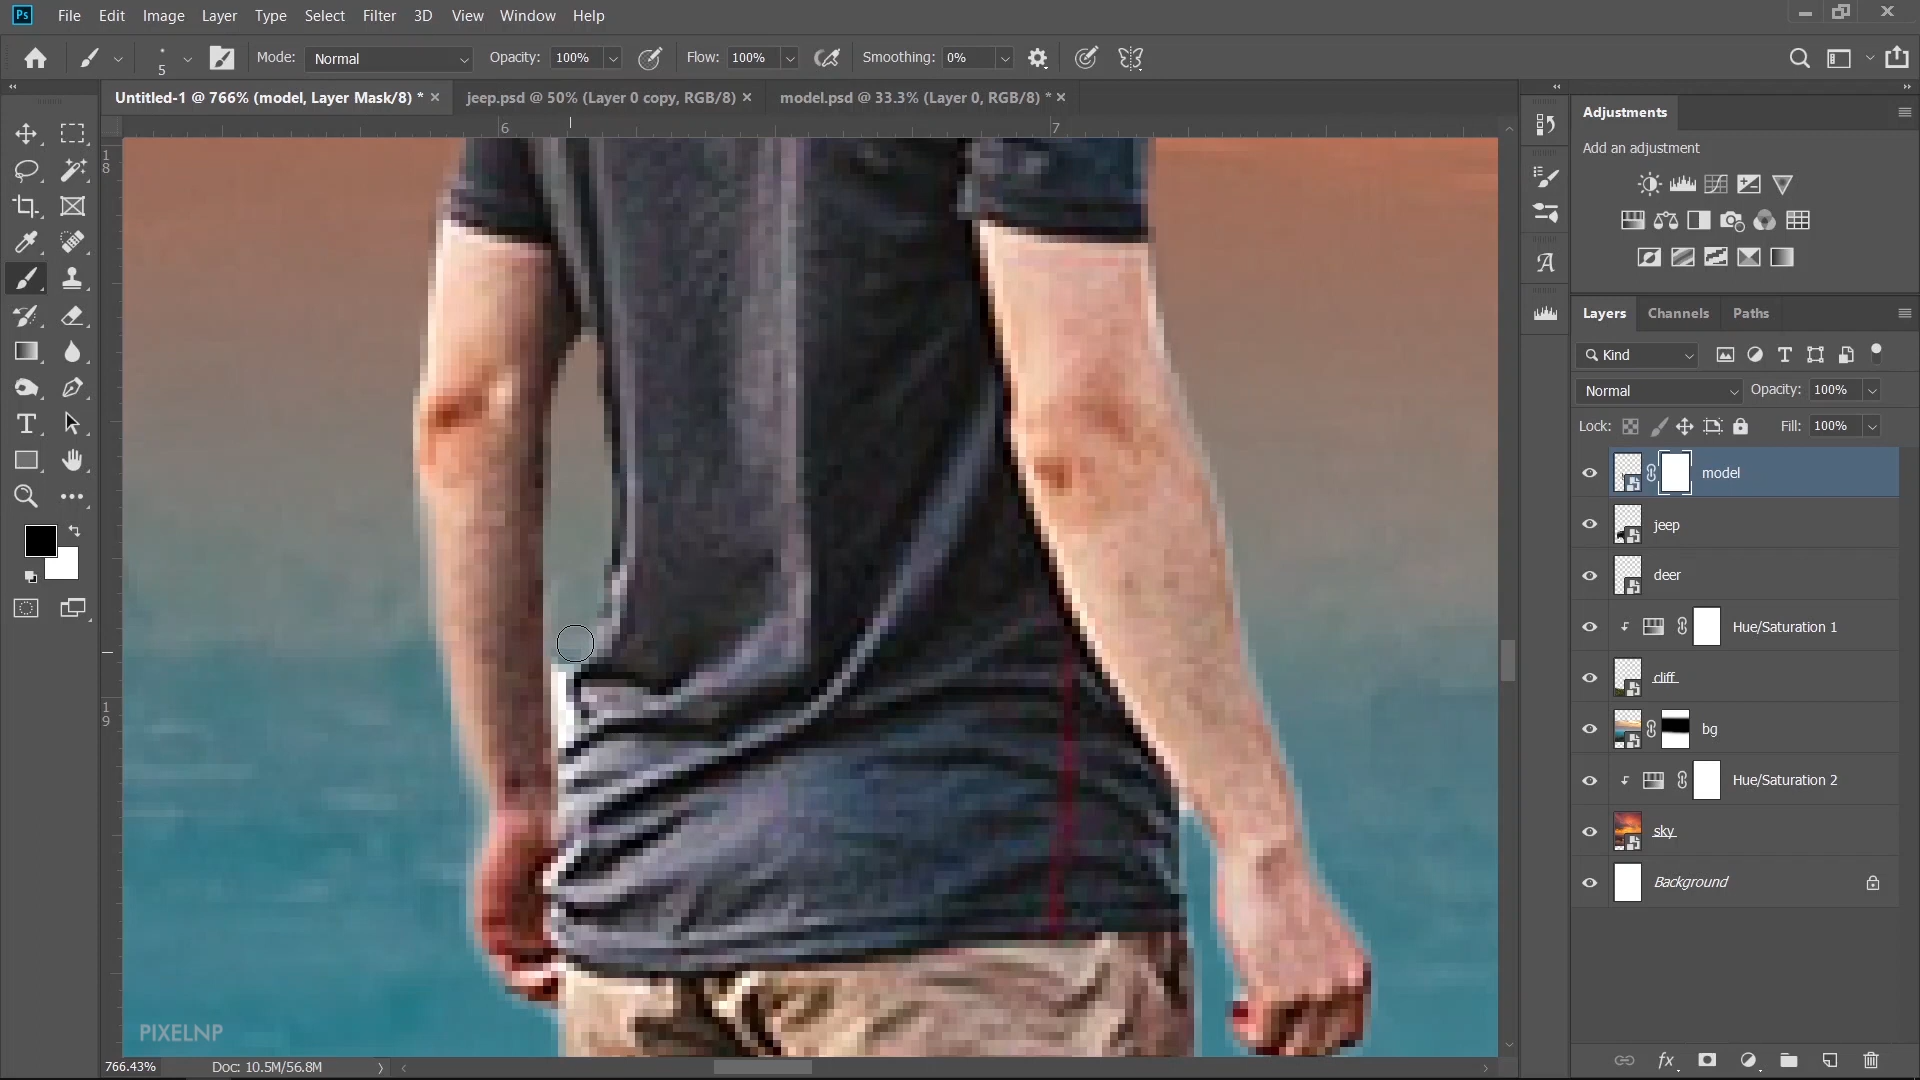 Ps File Edit Image Layer Type Select Filter 3D View Window Help
5 Mode: Normal Opacity: 100% Flow: 100% Smoothing: 0%
Untitled-1 @ 766% (model, Layer Mask/8) * × jeep.psd @ 50% (Layer 0 copy, RGB/8) × model.psd @ 33.3% (Layer 0, RGB/8) * ×
6 7
18
19
Adjustments
Add an adjustment
Layers Channels Paths
Kind
Normal Opacity: 100%
Lock: Fill: 100%
model
jeep
deer
Hue/Saturation 1
cliff
bg
Hue/Saturation 2
sky
Background
PIXELNP
766.43% Doc: 10.5M/56.8M
fx